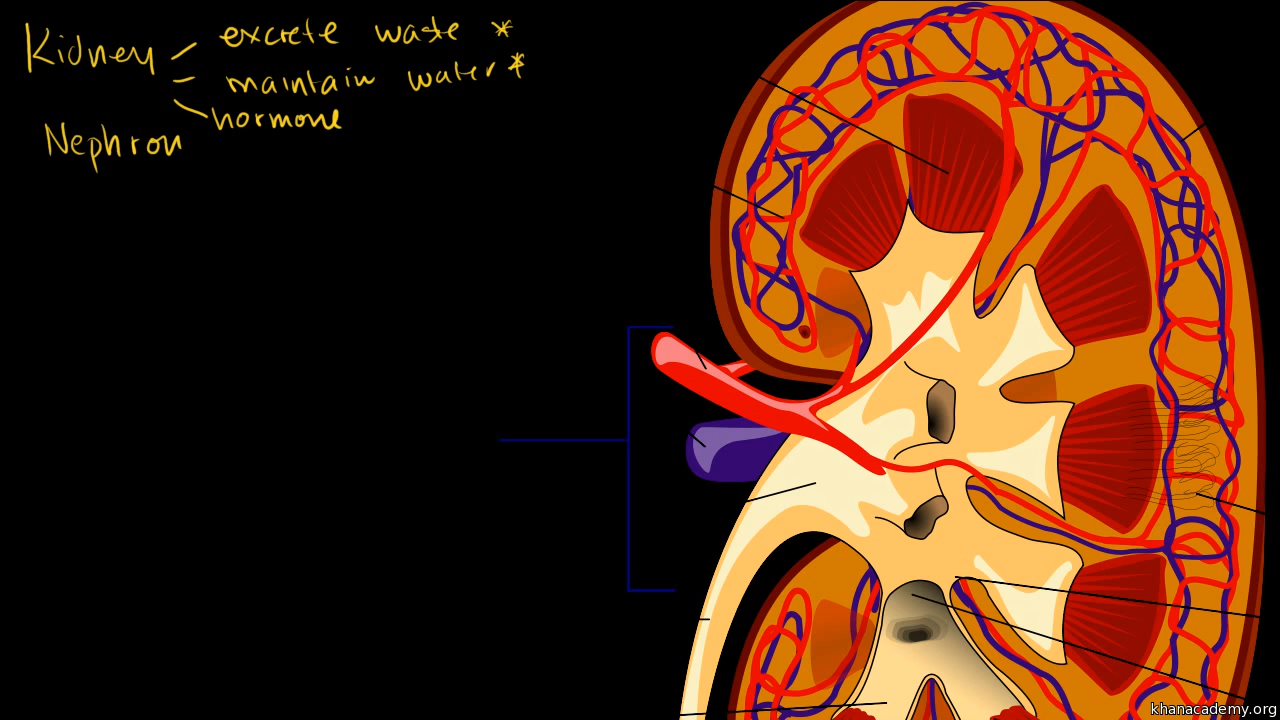 Kidney
excrete waste *
maintain water *
hormone
Nephron
khanacademy.org